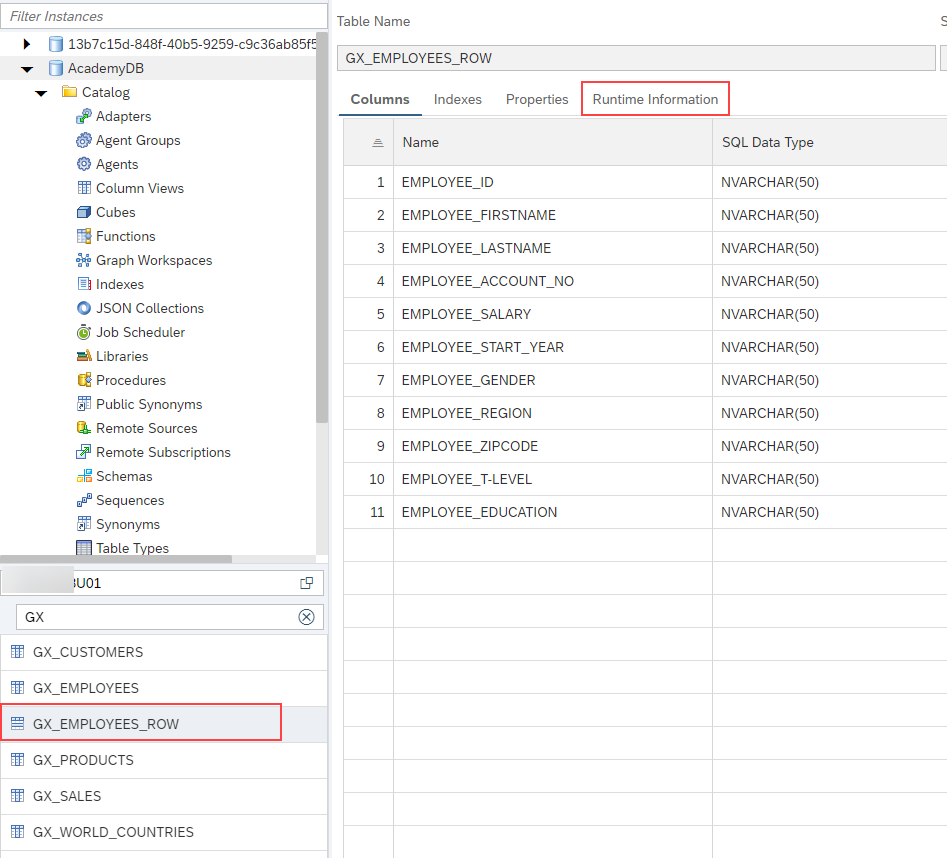 Filter Instances
13b7c15d-848f-40b5-9259-c9c36ab85f5
AcademyDB
Catalog
Adapters
Agent Groups
Agents
Column Views
Cubes
Functions
Graph Workspaces
Indexes
JSON Collections
Job Scheduler
Libraries
Procedures
Public Synonyms
Remote Sources
Remote Subscriptions
Schemas
Sequences
Synonyms
Table Types
U01
GX
GX_CUSTOMERS
GX_EMPLOYEES
GX_EMPLOYEES_ROW
GX_PRODUCTS
GX_SALES
GX_WORLD_COUNTRIES
Table Name
GX_EMPLOYEES_ROW
Columns Indexes Properties Runtime Information
Name SQL Data Type
1 EMPLOYEE_ID NVARCHAR(50)
2 EMPLOYEE_FIRSTNAME NVARCHAR(50)
3 EMPLOYEE_LASTNAME NVARCHAR(50)
4 EMPLOYEE_ACCOUNT_NO NVARCHAR(50)
5 EMPLOYEE_SALARY NVARCHAR(50)
6 EMPLOYEE_START_YEAR NVARCHAR(50)
7 EMPLOYEE_GENDER NVARCHAR(50)
8 EMPLOYEE_REGION NVARCHAR(50)
9 EMPLOYEE_ZIPCODE NVARCHAR(50)
10 EMPLOYEE_T-LEVEL NVARCHAR(50)
11 EMPLOYEE_EDUCATION NVARCHAR(50)